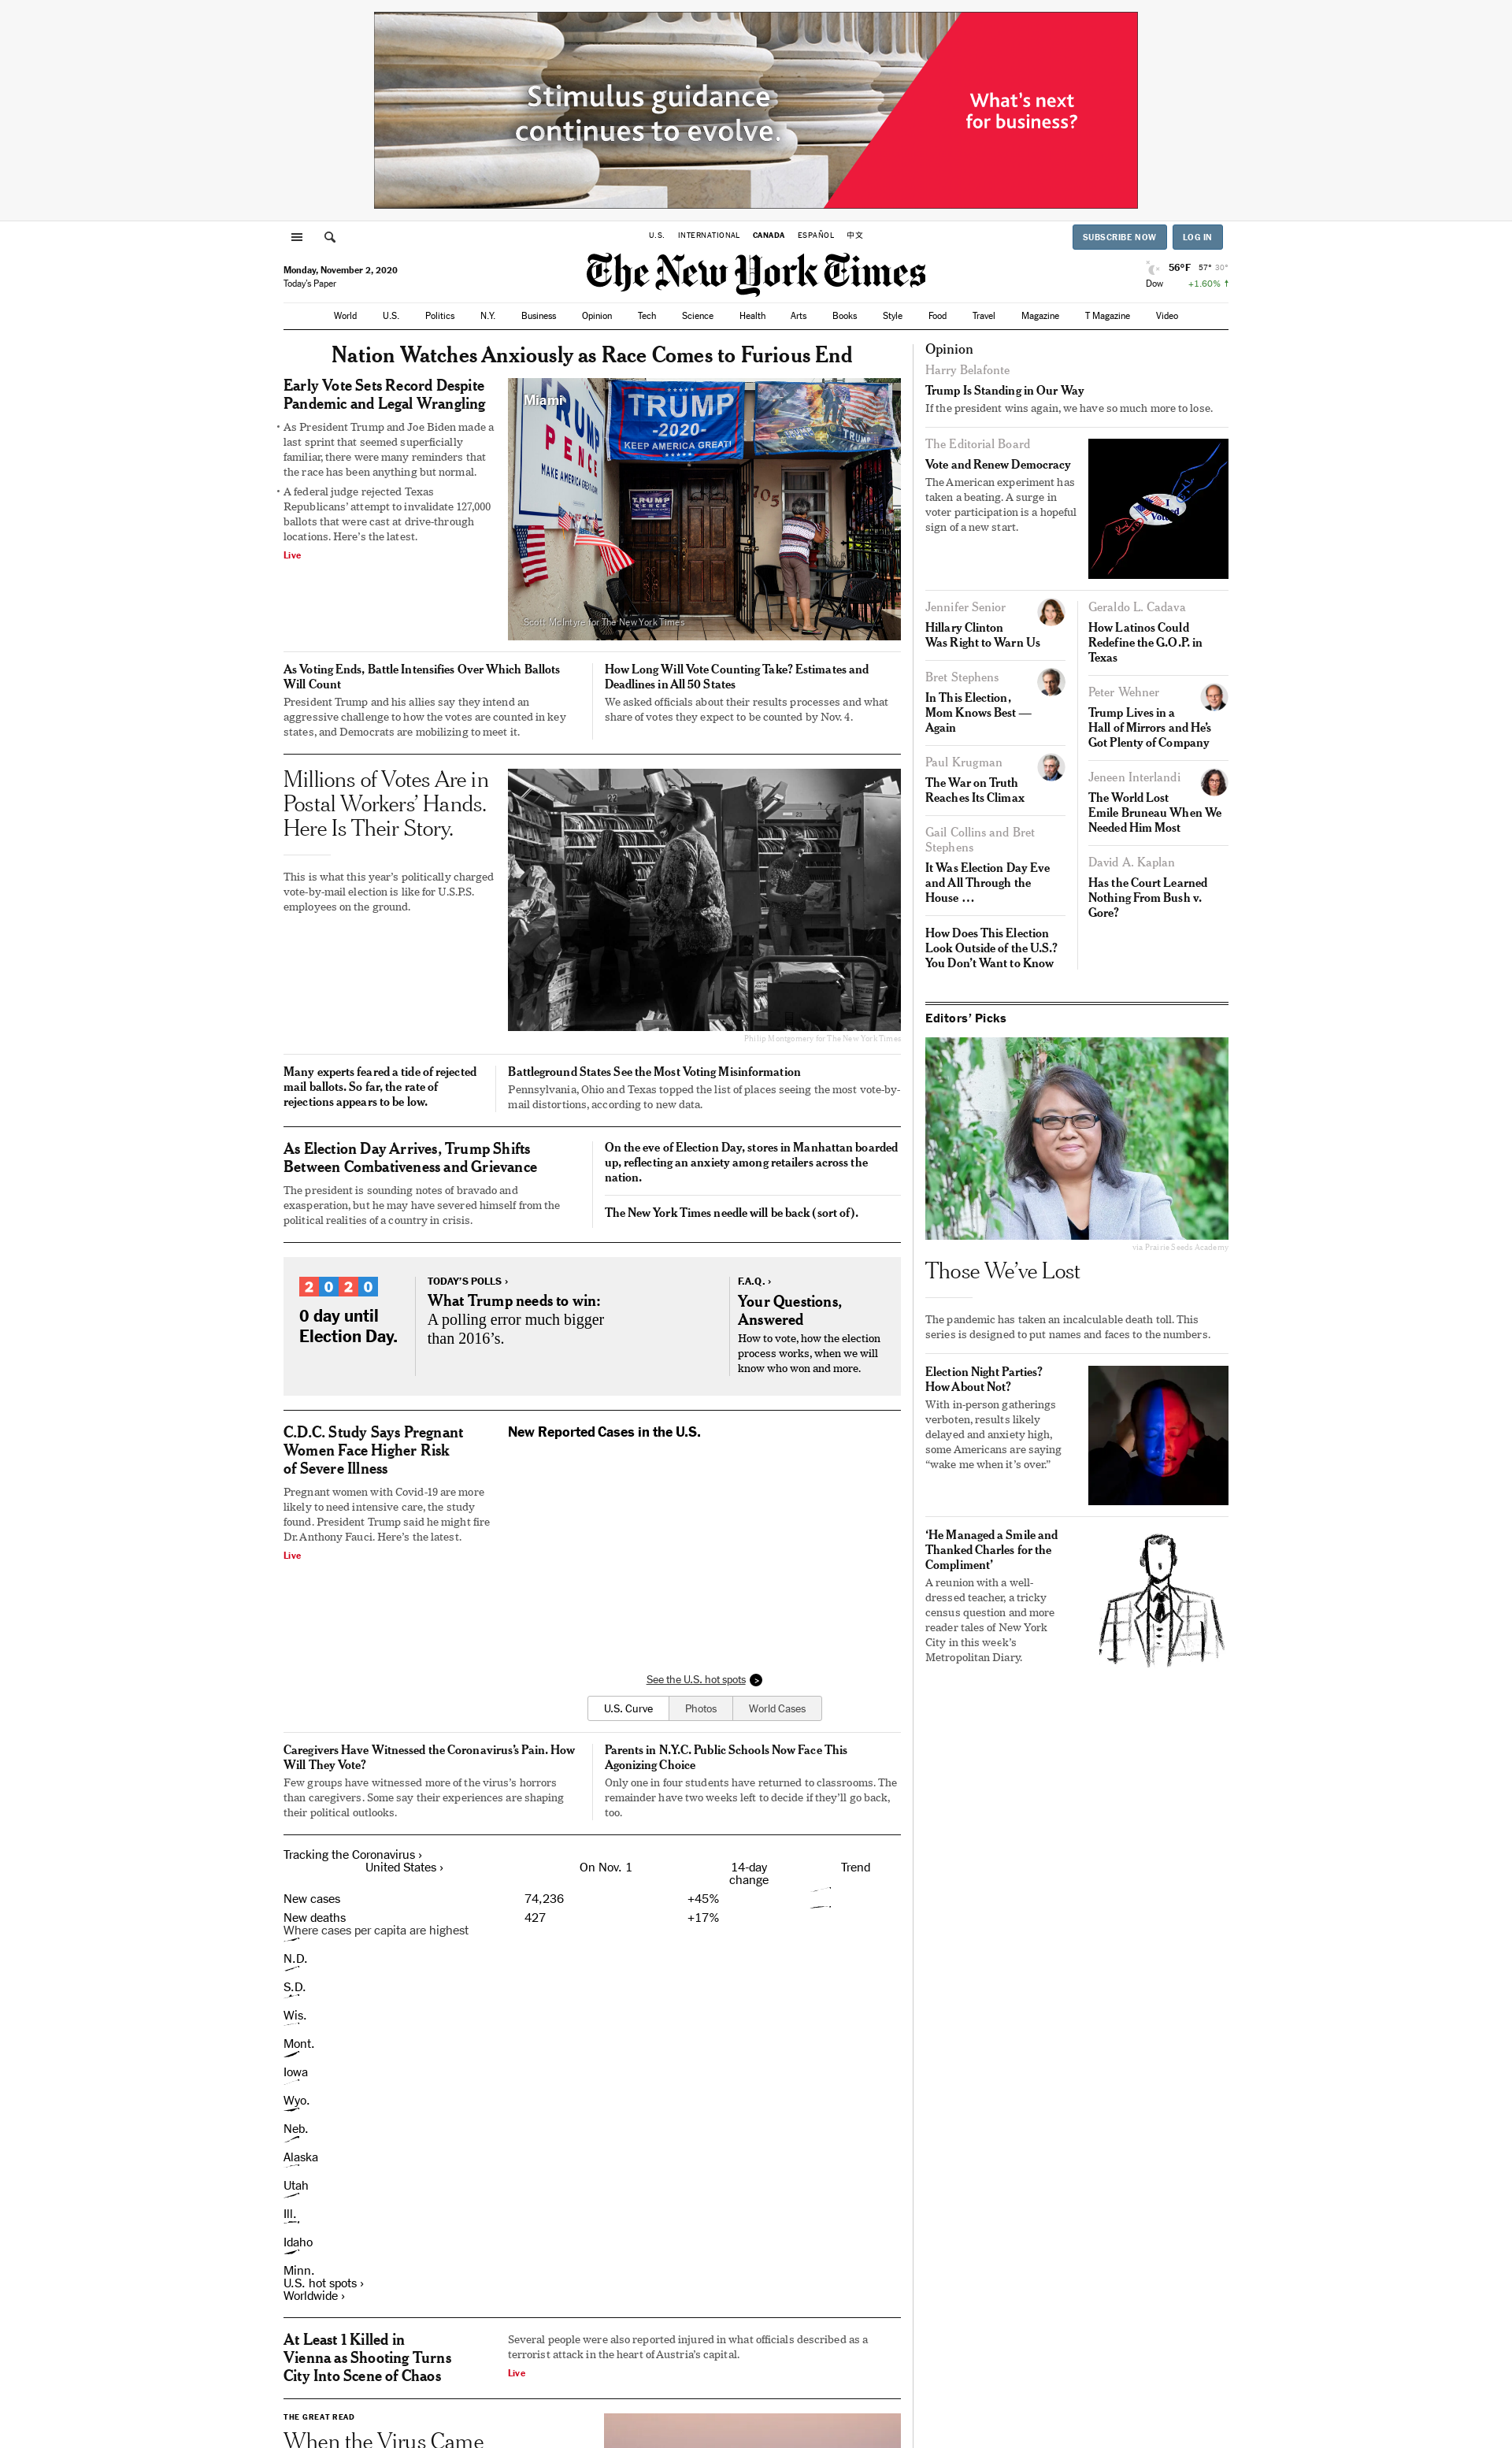 Stimulus guidance
continues to evolve.
What's next
for business?
U.S. INTERNATIONAL CANADA ESPAÑOL 中文
SUBSCRIBE NOW LOG IN
Monday, November 2, 2020
Today's Paper
The New York Times
56°F 57° 30°
Dow +1.60% ↑
World U.S. Politics N.Y. Business Opinion Tech Science Health Arts Books Style Food Travel Magazine T Magazine Video
Nation Watches Anxiously as Race Comes to Furious End
Early Vote Sets Record Despite
Pandemic and Legal Wrangling
• As President Trump and Joe Biden made a
last sprint that seemed superficially
familiar, there were many reminders that
the race has been anything but normal.
• A federal judge rejected Texas
Republicans' attempt to invalidate 127,000
ballots that were cast at drive-through
locations. Here's the latest.
Live
Miami
TRUMP
PENCE
MAKE AMERICA GREAT
TRUMP
-2020-
KEEP AMERICA GREAT!
TRUMP
TRUMP
PENCE
9705
Scott McIntyre for The New York Times
As Voting Ends, Battle Intensifies Over Which Ballots
Will Count
President Trump and his allies say they intend an
aggressive challenge to how the votes are counted in key
states, and Democrats are mobilizing to meet it.
How Long Will Vote Counting Take? Estimates and
Deadlines in All 50 States
We asked officials about their results processes and what
share of votes they expect to be counted by Nov. 4.
Millions of Votes Are in
Postal Workers' Hands.
Here Is Their Story.
This is what this year's politically charged
vote-by-mail election is like for U.S.P.S.
employees on the ground.
22
Philip Montgomery for The New York Times
Many experts feared a tide of rejected
mail ballots. So far, the rate of
rejections appears to be low.
Battleground States See the Most Voting Misinformation
Pennsylvania, Ohio and Texas topped the list of places seeing the most vote-by-
mail distortions, according to new data.
As Election Day Arrives, Trump Shifts
Between Combativeness and Grievance
The president is sounding notes of bravado and
exasperation, but he may have severed himself from the
political realities of a country in crisis.
On the eve of Election Day, stores in Manhattan boarded
up, reflecting an anxiety among retailers across the
nation.
The New York Times needle will be back (sort of).
2020
0 day until
Election Day.
TODAY'S POLLS ›
What Trump needs to win:
A polling error much bigger
than 2016's.
F.A.Q. ›
Your Questions,
Answered
How to vote, how the election
process works, when we will
know who won and more.
C.D.C. Study Says Pregnant
Women Face Higher Risk
of Severe Illness
Pregnant women with Covid-19 are more
likely to need intensive care, the study
found. President Trump said he might fire
Dr. Anthony Fauci. Here's the latest.
Live
New Reported Cases in the U.S.
See the U.S. hot spots >
U.S. Curve Photos World Cases
Caregivers Have Witnessed the Coronavirus's Pain. How
Will They Vote?
Few groups have witnessed more of the virus's horrors
than caregivers. Some say their experiences are shaping
their political outlooks.
Parents in N.Y.C. Public Schools Now Face This
Agonizing Choice
Only one in four students have returned to classrooms. The
remainder have two weeks left to decide if they'll go back,
too.
Tracking the Coronavirus ›
United States › On Nov. 1 14-day
change Trend
New cases 74,236 +45%
New deaths 427 +17%
Where cases per capita are highest
N.D.
S.D.
Wis.
Mont.
Iowa
Wyo.
Neb.
Alaska
Utah
Ill.
Idaho
Minn.
U.S. hot spots ›
Worldwide ›
At Least 1 Killed in
Vienna as Shooting Turns
City Into Scene of Chaos
Several people were also reported injured in what officials described as a
terrorist attack in the heart of Austria's capital.
Live
THE GREAT READ
When the Virus Came
Opinion
Harry Belafonte
Trump Is Standing in Our Way
If the president wins again, we have so much more to lose.
The Editorial Board
Vote and Renew Democracy
The American experiment has
taken a beating. A surge in
voter participation is a hopeful
sign of a new start.
Jennifer Senior
Hillary Clinton
Was Right to Warn Us
Bret Stephens
In This Election,
Mom Knows Best —
Again
Paul Krugman
The War on Truth
Reaches Its Climax
Gail Collins and Bret
Stephens
It Was Election Day Eve
and All Through the
House …
How Does This Election
Look Outside of the U.S.?
You Don't Want to Know
Geraldo L. Cadava
How Latinos Could
Redefine the G.O.P. in
Texas
Peter Wehner
Trump Lives in a
Hall of Mirrors and He's
Got Plenty of Company
Jeneen Interlandi
The World Lost
Emile Bruneau When We
Needed Him Most
David A. Kaplan
Has the Court Learned
Nothing From Bush v.
Gore?
Editors' Picks
via Prairie Seeds Academy
Those We've Lost
The pandemic has taken an incalculable death toll. This
series is designed to put names and faces to the numbers.
Election Night Parties?
How About Not?
With in-person gatherings
verboten, results likely
delayed and anxiety high,
some Americans are saying
“wake me when it's over.”
‘He Managed a Smile and
Thanked Charles for the
Compliment’
A reunion with a well-
dressed teacher, a tricky
census question and more
reader tales of New York
City in this week's
Metropolitan Diary.